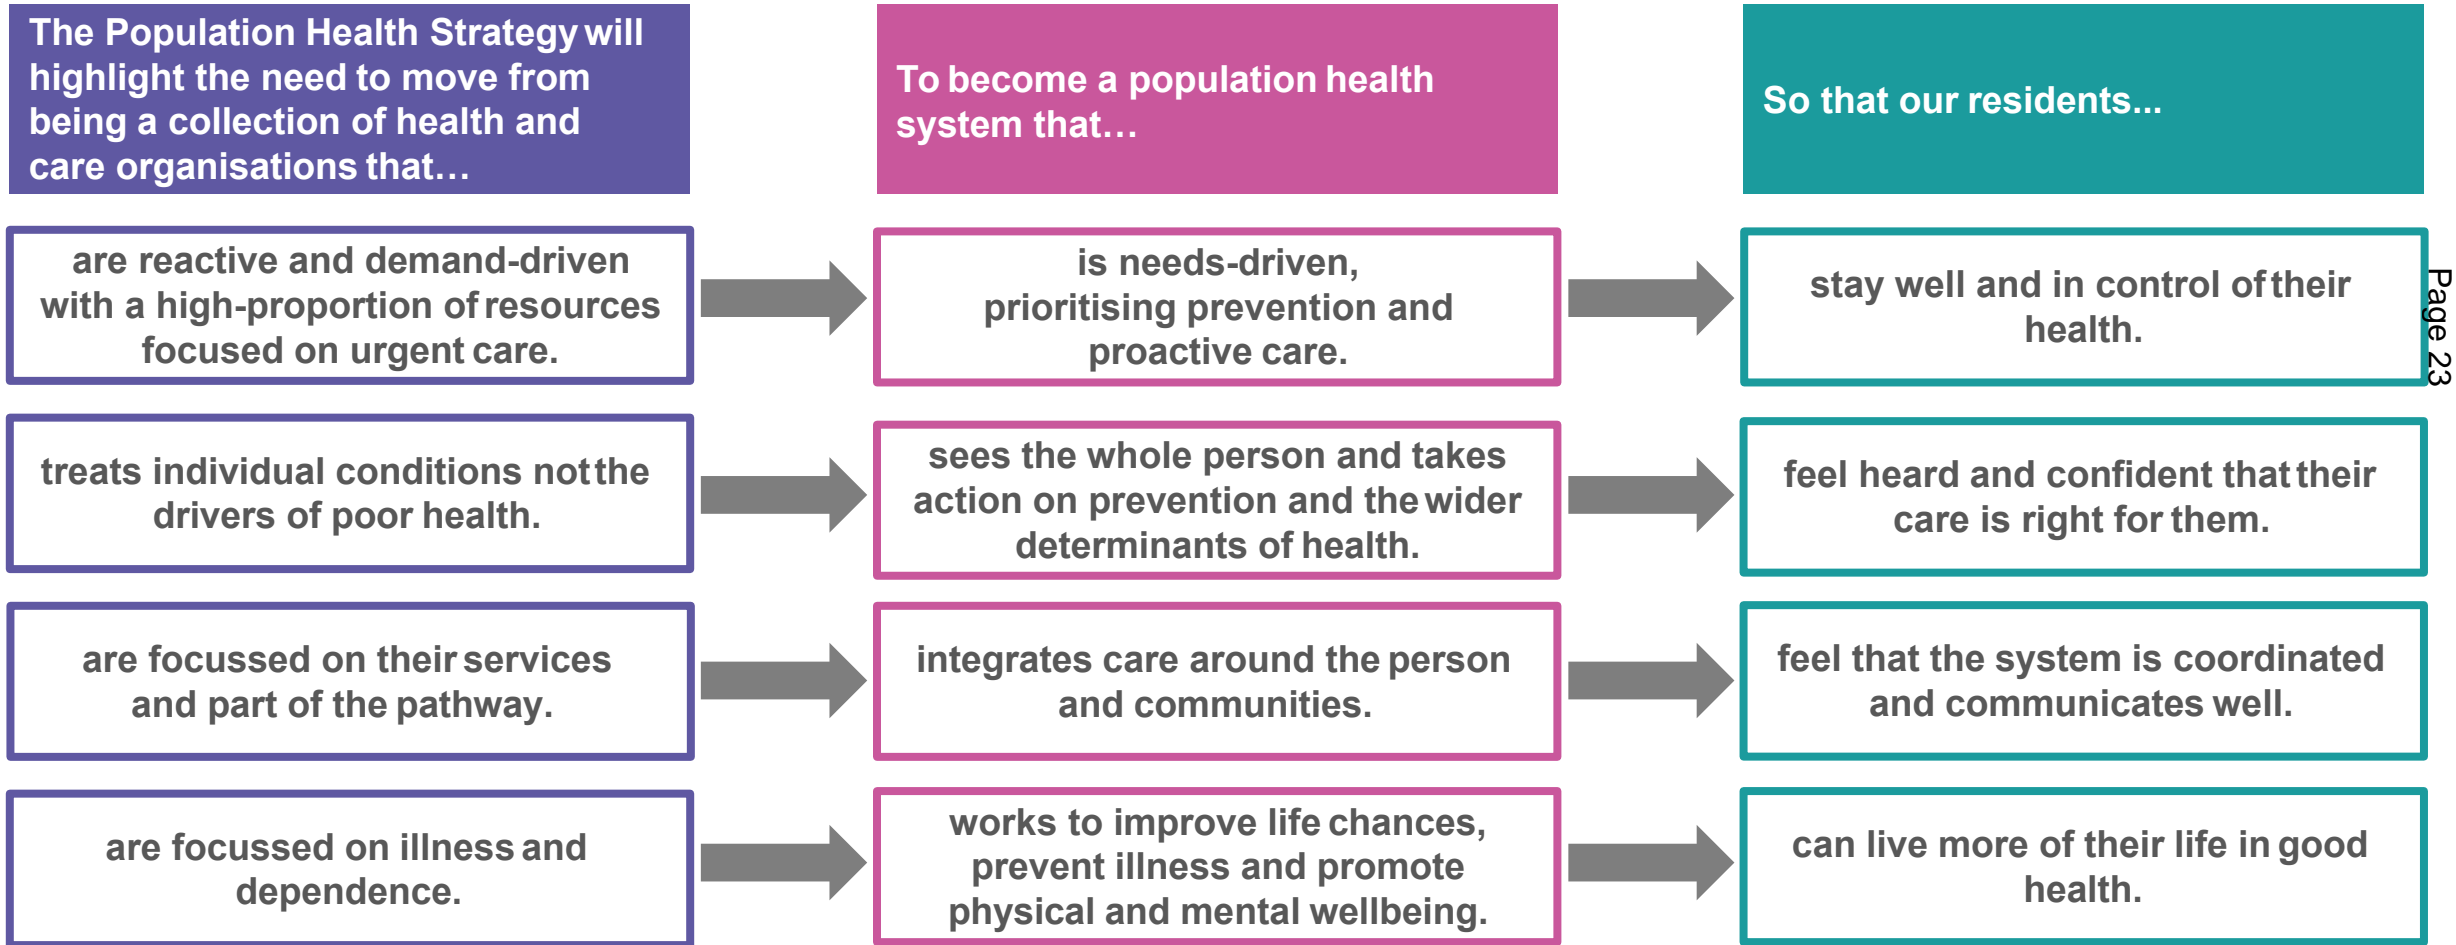 The Population Health Strategy will
highlight the need to move from
being a collection of health and
care organisations that…
To become a population health
system that…
So that our residents...
are reactive and demand-driven
with a high-proportion of resources
focused on urgent care.
is needs-driven,
prioritising prevention and
proactive care.
stay well and in control of their
health.
treats individual conditions not the
drivers of poor health.
sees the whole person and takes
action on prevention and the wider
determinants of health.
feel heard and confident that their
care is right for them.
are focussed on their services
and part of the pathway.
integrates care around the person
and communities.
feel that the system is coordinated
and communicates well.
are focussed on illness and
dependence.
works to improve life chances,
prevent illness and promote
physical and mental wellbeing.
can live more of their life in good
health.
Page 23